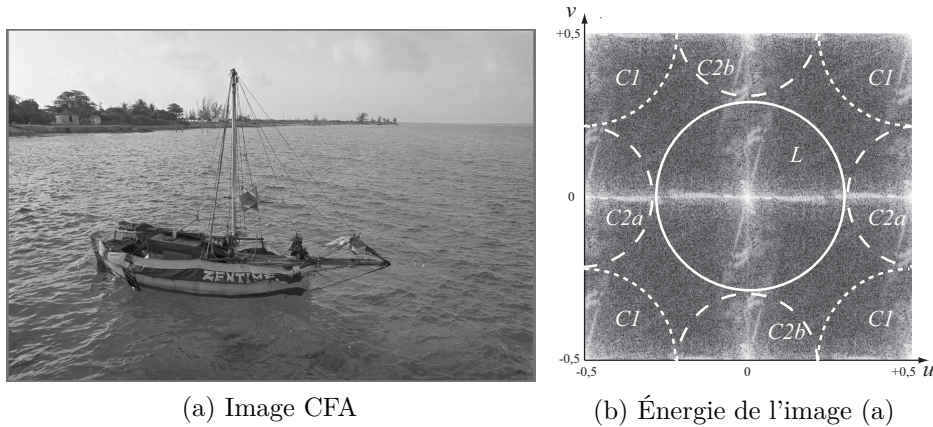 ZENTIME
(a) Image CFA
v
+0,5
C1
C2b
C1
L
0
C2a
C2a
C1
C2b
C1
-0,5
-0,5
0
+0,5
u
(b) Énergie de l'image (a)